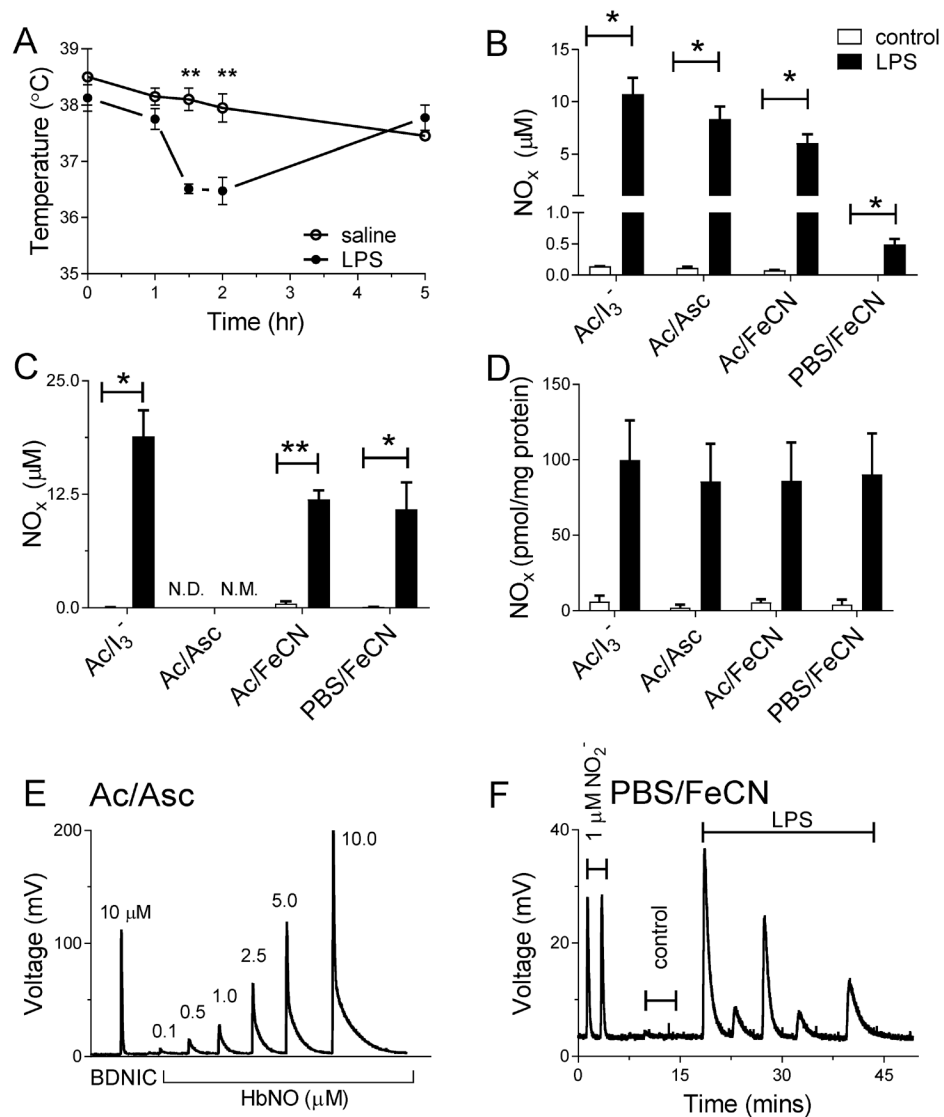 A
Temperature (°C)
39
38
37
36
35
** **
saline
LPS
0 1 2 3 4 5
Time (hr)
B
control
LPS
NOx (μM)
15
10
5
1.0
0.5
0.0
* * * *
Ac/I3-
Ac/Asc
Ac/FeCN
PBS/FeCN
C
NOx (μM)
25.0
12.5
0.0
* ** *
N.D. N.M.
Ac/I3-
Ac/Asc
Ac/FeCN
PBS/FeCN
D
NOx (pmol/mg protein)
150
100
50
0
Ac/I3-
Ac/Asc
Ac/FeCN
PBS/FeCN
E Ac/Asc
Voltage (mV)
200
100
0
10 μM
0.1
0.5
1.0
2.5
5.0
10.0
BDNIC
HbNO (μM)
F PBS/FeCN
1 μM NO2-
control
LPS
Voltage (mV)
40
20
0
0 15 30 45
Time (mins)